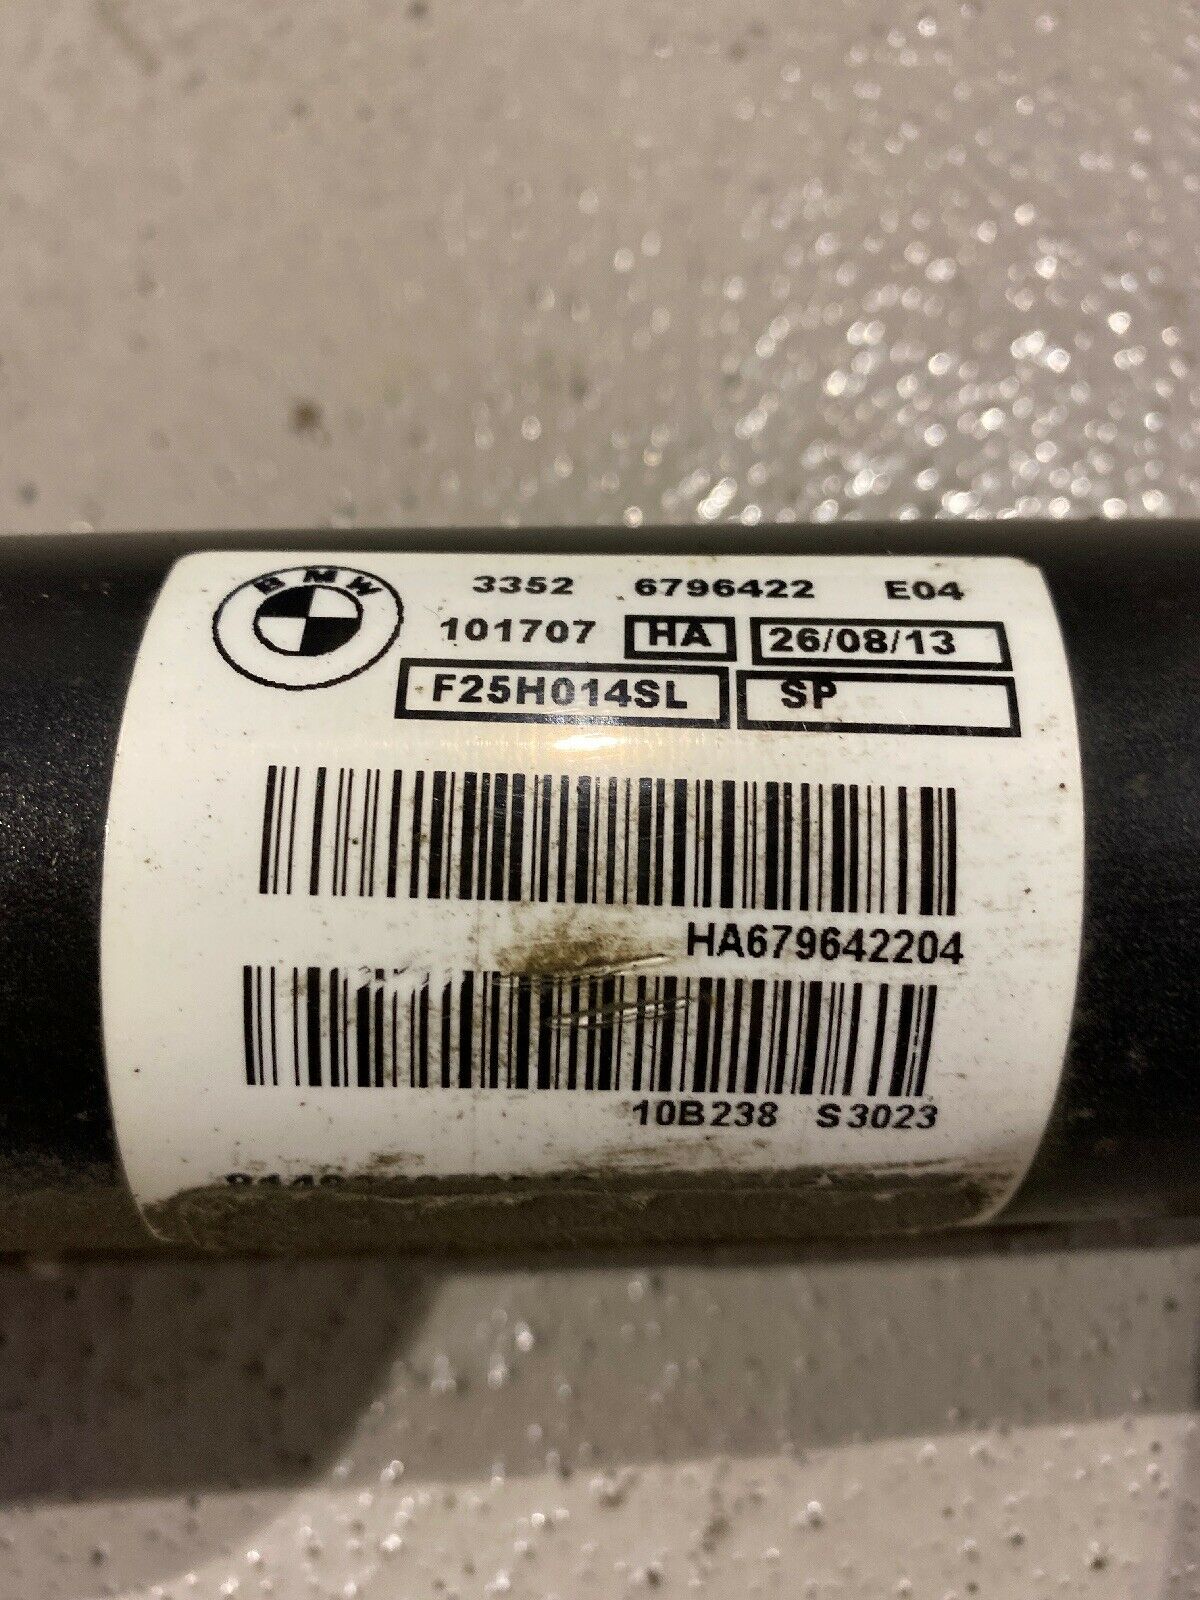 BMW
3352 6796422 E04
101707 HA 26/08/13
F25H014SL SP
HA679642204
10B238 S3023